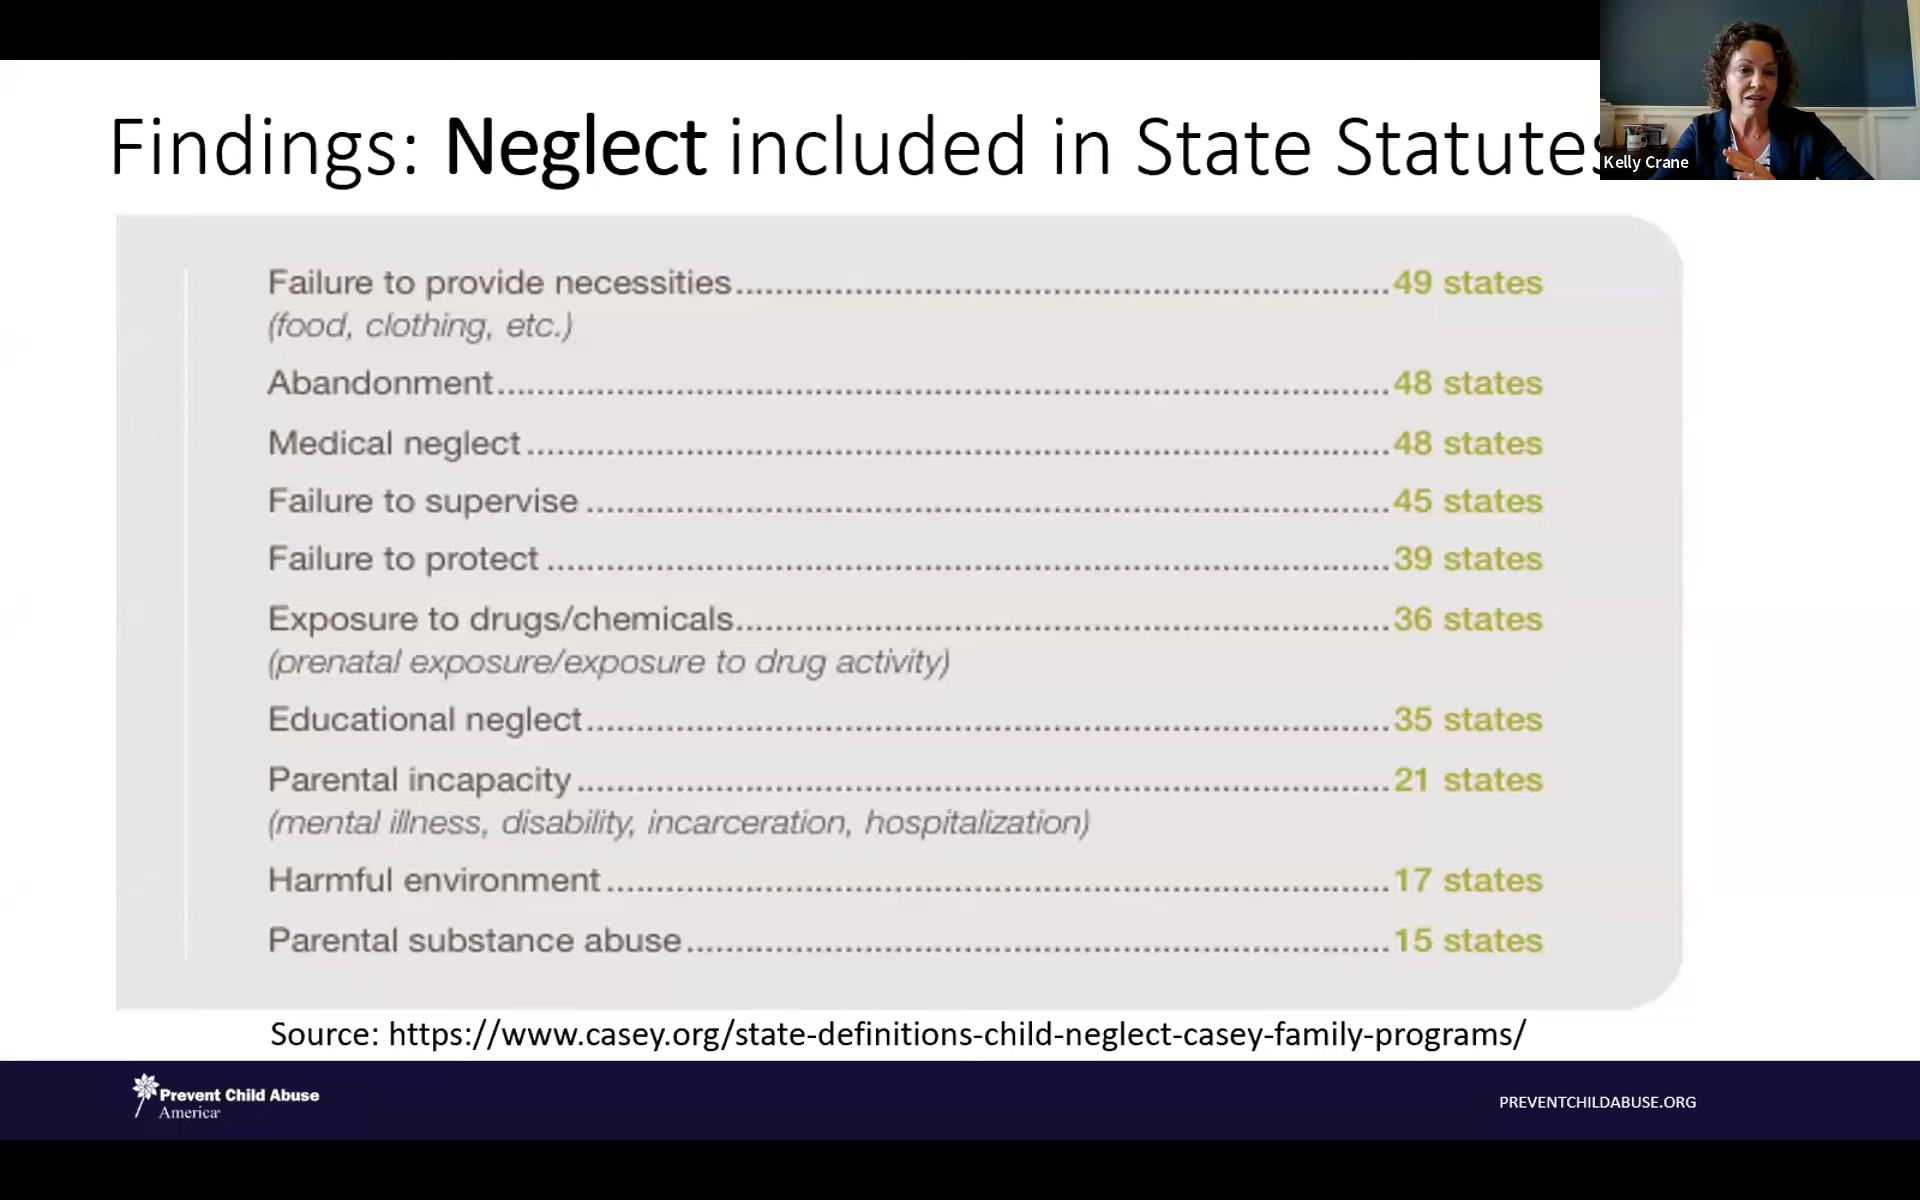 Findings: Neglect included in State Statutes
Kelly Crane
Failure to provide necessities 49 states
(food, clothing, etc.)
Abandonment 48 states
Medical neglect 48 states
Failure to supervise 45 states
Failure to protect 39 states
Exposure to drugs/chemicals 36 states
(prenatal exposure/exposure to drug activity)
Educational neglect 35 states
Parental incapacity 21 states
(mental illness, disability, incarceration, hospitalization)
Harmful environment 17 states
Parental substance abuse 15 states
Source: https://www.casey.org/state-definitions-child-neglect-casey-family-programs/
Prevent Child Abuse
America
PREVENTCHILDABUSE.ORG